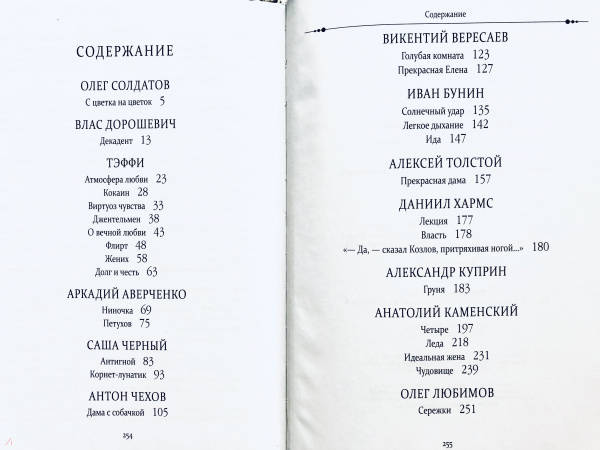 СОДЕРЖАНИЕ
ОЛЕГ СОЛДАТОВ
С цветка на цветок 5
ВЛАС ДОРОШЕВИЧ
Декадент 13
ТЭФФИ
Атмосфера любви 23
Кокаин 28
Виртуоз чувства 33
Джентельмен 38
О вечной любви 43
Флирт 48
Жених 58
Долг и честь 63
АРКАДИЙ АВЕРЧЕНКО
Ниночка 69
Петухов 75
САША ЧЕРНЫЙ
Антигной 83
Корнет-лунатик 93
АНТОН ЧЕХОВ
Дама с собачкой 105
254
Содержание
ВИКЕНТИЙ ВЕРЕСАЕВ
Голубая комната 123
Прекрасная Елена 127
ИВАН БУНИН
Солнечный удар 135
Легкое дыхание 142
Ида 147
АЛЕКСЕЙ ТОЛСТОЙ
Прекрасная дама 157
ДАНИИЛ ХАРМС
Лекция 177
Власть 178
«— Да, — сказал Козлов, притряхивая ногой...» 180
АЛЕКСАНДР КУПРИН
Груня 183
АНАТОЛИЙ КАМЕНСКИЙ
Четыре 197
Леда 218
Идеальная жена 231
Чудовище 239
ОЛЕГ ЛЮБИМОВ
Сережки 251
255